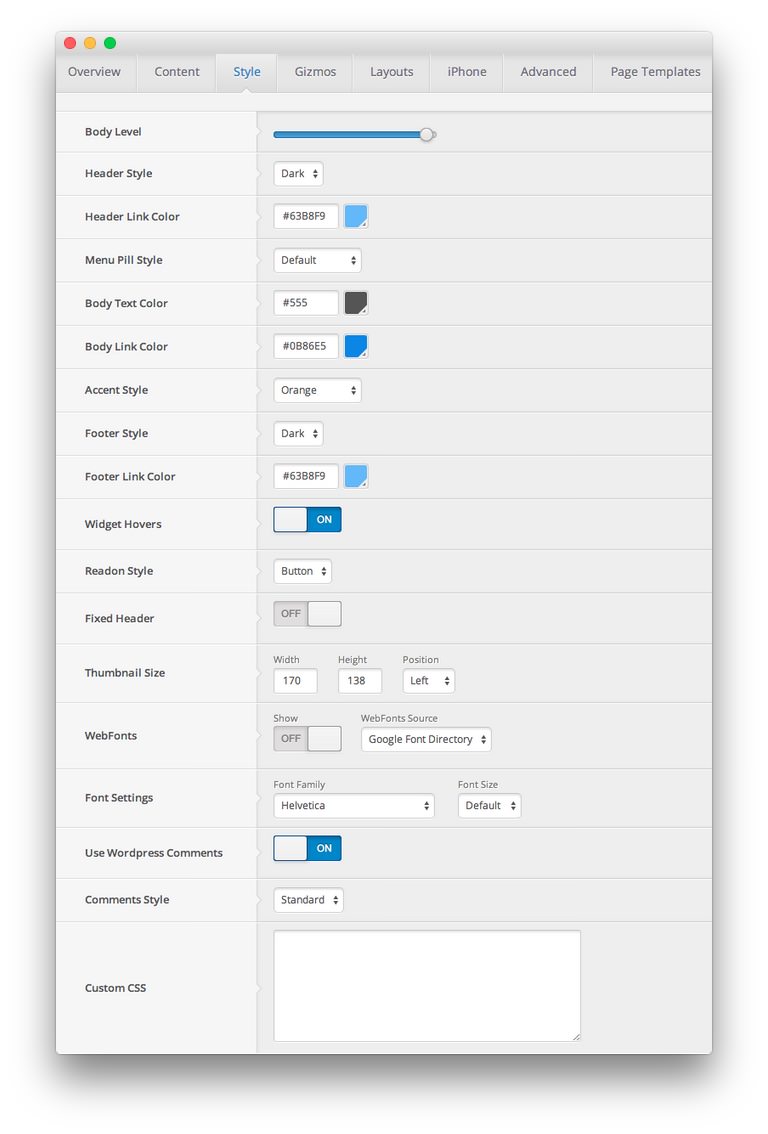 Overview Content Style Gizmos Layouts iPhone Advanced Page Templates
Body Level
Header Style Dark
Header Link Color #63B8F9
Menu Pill Style Default
Body Text Color #555
Body Link Color #0B86E5
Accent Style Orange
Footer Style Dark
Footer Link Color #63B8F9
Widget Hovers ON
Readon Style Button
Fixed Header OFF
Width Height Position
Thumbnail Size 170 138 Left
Show WebFonts Source
WebFonts OFF Google Font Directory
Font Family Font Size
Font Settings Helvetica Default
Use Wordpress Comments ON
Comments Style Standard
Custom CSS